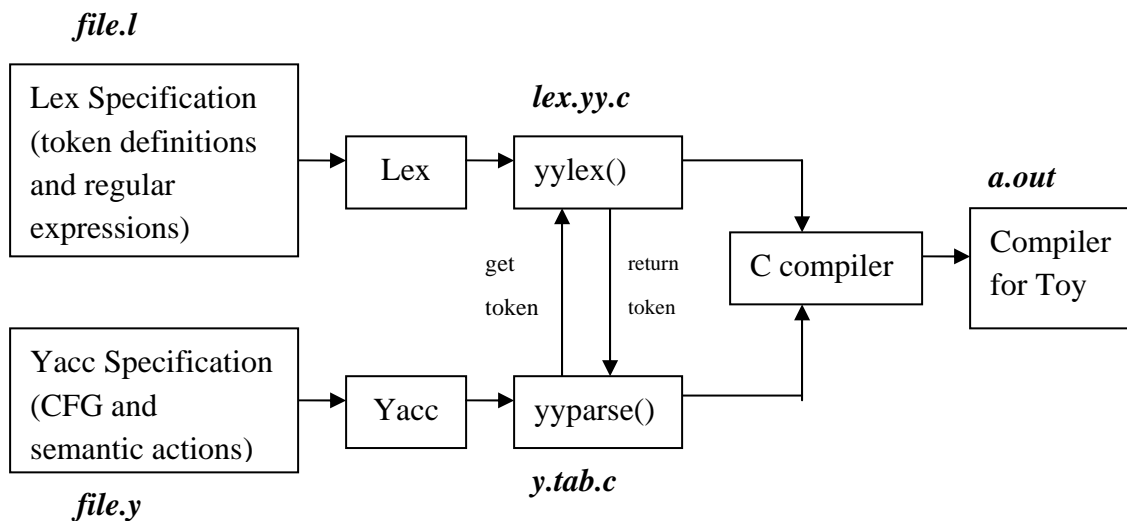 file.l
Lex Specification
(token definitions
and regular
expressions)
Lex
lex.yy.c
yylex()
get
token
return
token
C compiler
a.out
Compiler
for Toy
Yacc Specification
(CFG and
semantic actions)
file.y
Yacc
yyparse()
y.tab.c